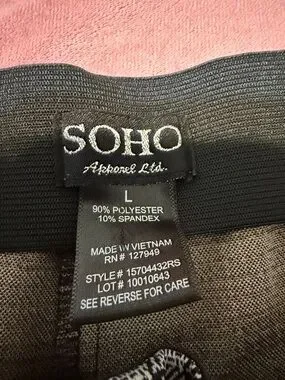 SOHO
Apparel Ltd.
L
90% POLYESTER
10% SPANDEX
MADE IN VIETNAM
RN# 127949
STYLE# 15704432RS
LOT# 10010643
SEE REVERSE FOR CARE